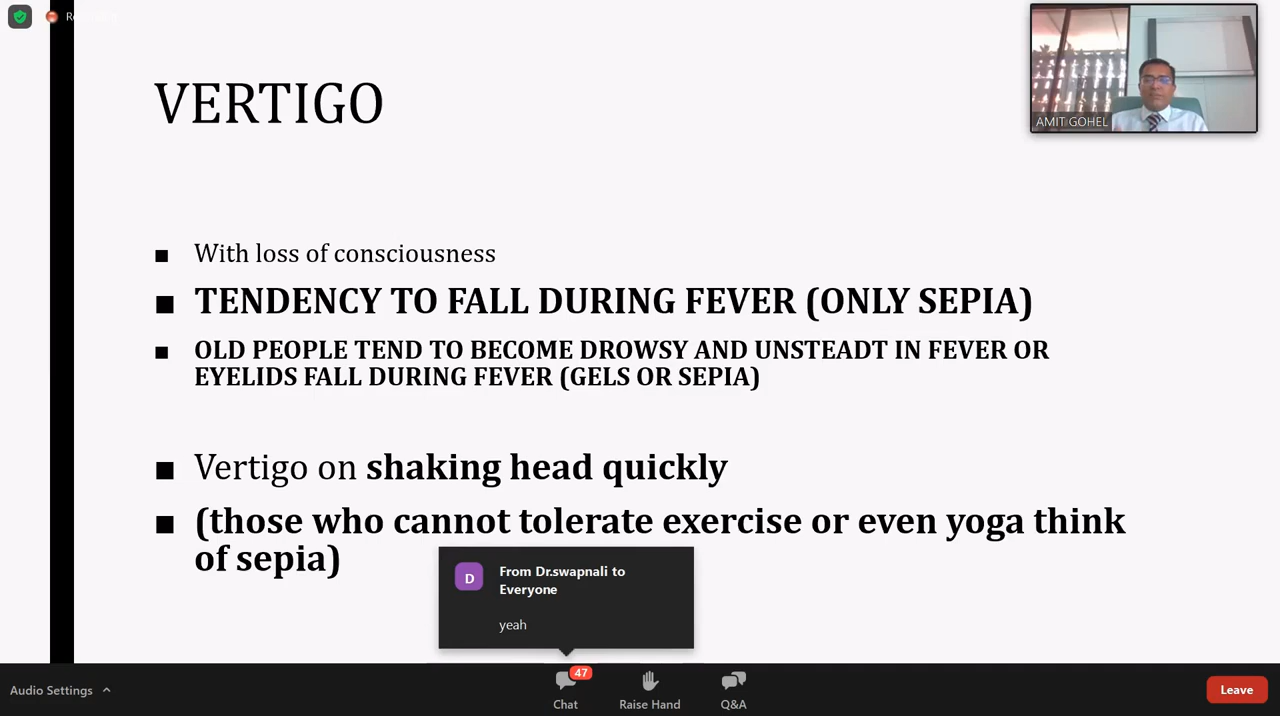 VERTIGO
AMIT GOHEL
■ With loss of consciousness
■ TENDENCY TO FALL DURING FEVER (ONLY SEPIA)
■ OLD PEOPLE TEND TO BECOME DROWSY AND UNSTEADT IN FEVER OR
EYELIDS FALL DURING FEVER (GELS OR SEPIA)
■ Vertigo on shaking head quickly
■ (those who cannot tolerate exercise or even yoga think
of sepia)
D
From Dr.swapnali to
Everyone
yeah
Audio Settings
47
Chat
Raise Hand
Q&A
Leave